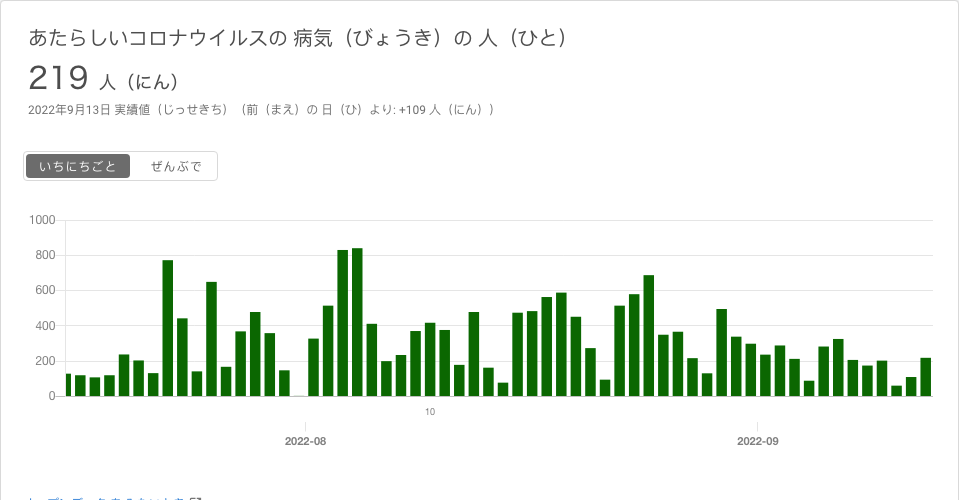 あたらしいコロナウイルスの 病気（びょうき）の 人（ひと）
219 人（にん）
2022年9月13日 実績値（じっせきち）（前（まえ）の 日（ひ）より: +109 人（にん））
いちにちごと ぜんぶで
1000
800
600
400
200
0
10
2022-08 2022-09